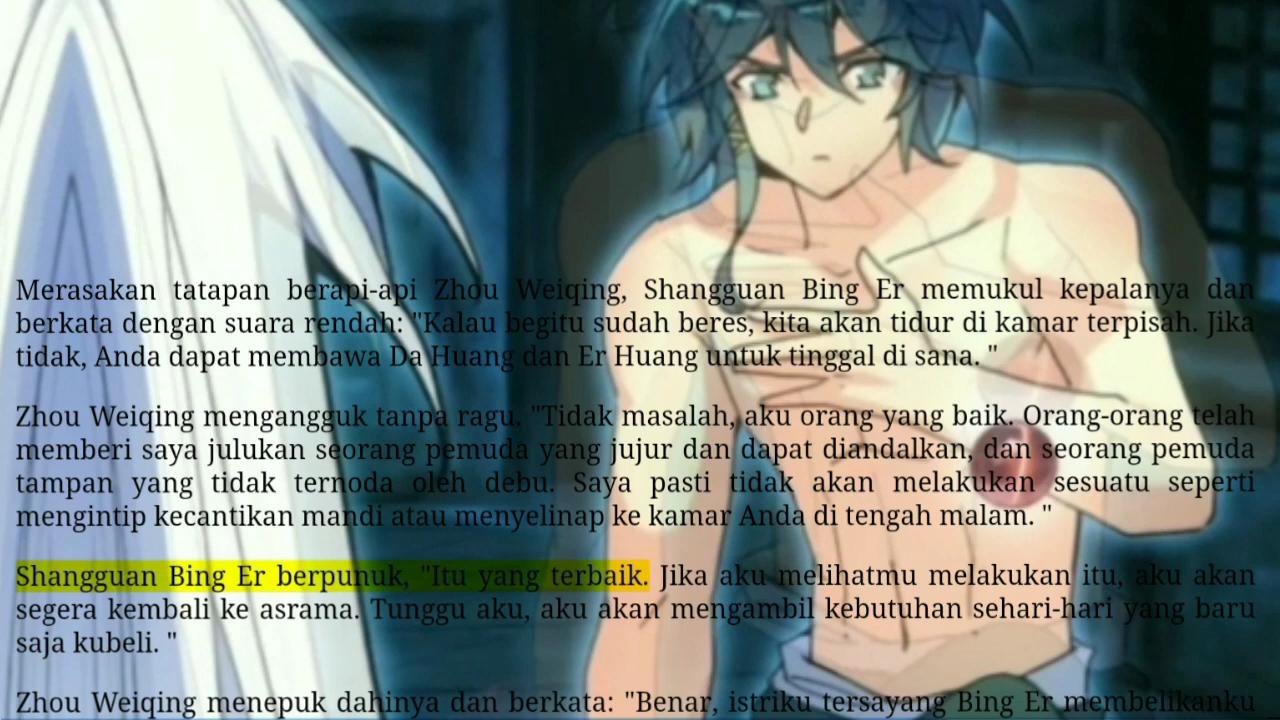 Merasakan tatapan berapi-api Zhou Weiqing, Shangguan Bing Er memukul kepalanya dan
berkata dengan suara rendah: "Kalau begitu sudah beres, kita akan tidur di kamar terpisah. Jika
tidak, Anda dapat membawa Da Huang dan Er Huang untuk tinggal di sana. "
Zhou Weiqing mengangguk tanpa ragu. "Tidak masalah, aku orang yang baik. Orang-orang telah
memberi saya julukan seorang pemuda yang jujur dan dapat diandalkan, dan seorang pemuda
tampan yang tidak ternoda oleh debu. Saya pasti tidak akan melakukan sesuatu seperti
mengintip kecantikan mandi atau menyelinap ke kamar Anda di tengah malam. "
Shangguan Bing Er berpunuk, "Itu yang terbaik. Jika aku melihatmu melakukan itu, aku akan
segera kembali ke asrama. Tunggu aku, aku akan mengambil kebutuhan sehari-hari yang baru
saja kubeli. "
Zhou Weiqing menepuk dahinya dan berkata: "Benar, istriku tersayang Bing Er membelikanku